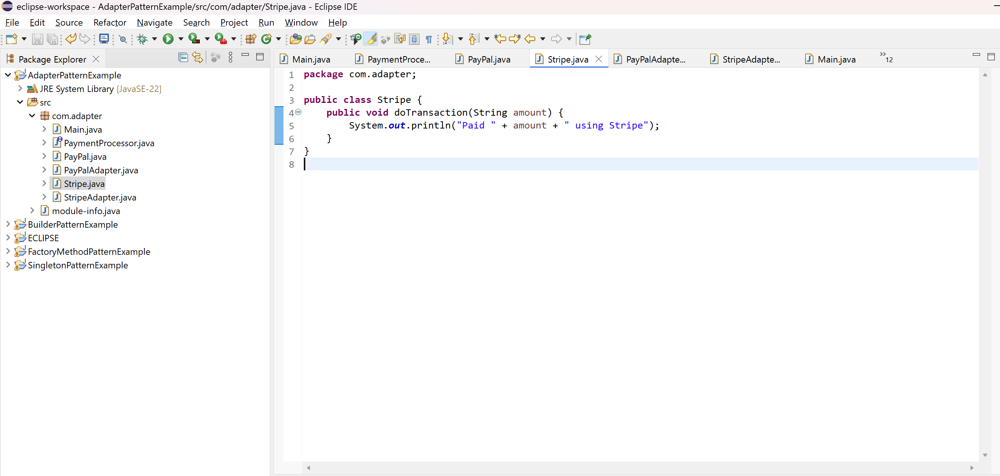 eclipse-workspace - AdapterPatternExample/src/com/adapter/Stripe.java - Eclipse IDE
File Edit Source Refactor Navigate Search Project Run Window Help
Package Explorer
AdapterPatternExample
JRE System Library [JavaSE-22]
src
com.adapter
Main.java
PaymentProcessor.java
PayPal.java
PayPalAdapter.java
Stripe.java
StripeAdapter.java
module-info.java
BuilderPatternExample
ECLIPSE
FactoryMethodPatternExample
SingletonPatternExample
Main.java PaymentProce... PayPal.java Stripe.java PayPalAdapte... StripeAdapte... Main.java »12
1 package com.adapter;
2
3 public class Stripe {
4 public void doTransaction(String amount) {
5 System.out.println("Paid " + amount + " using Stripe");
6 }
7 }
8